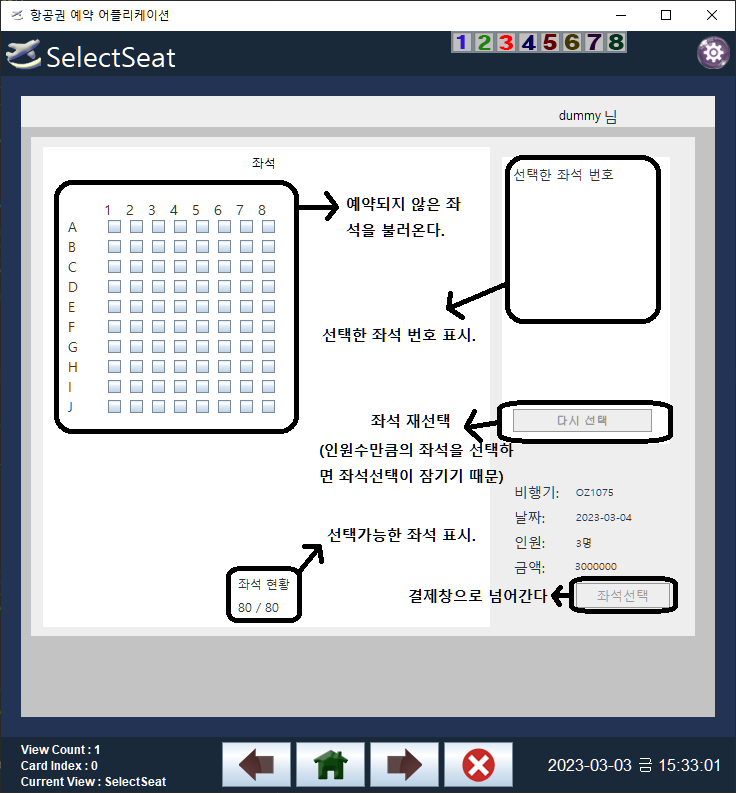 항공권 예약 어플리케이션
SelectSeat
1 2 3 4 5 6 7 8
dummy 님
좌석
1 2 3 4 5 6 7 8
A
B
C
D
E
F
G
H
I
J
예약되지 않은 좌
석을 불러온다.
선택한 좌석 번호
선택한 좌석 번호 표시.
좌석 재선택
(인원수만큼의 좌석을 선택하
면 좌석선택이 잠기기 때문)
다시 선택
비행기: OZ1075
날짜: 2023-03-04
인원: 3명
금액: 3000000
선택가능한 좌석 표시.
좌석 현황
80 / 80
결제창으로 넘어간다
좌석선택
View Count : 1
Card Index : 0
Current View : SelectSeat
2023-03-03 금 15:33:01